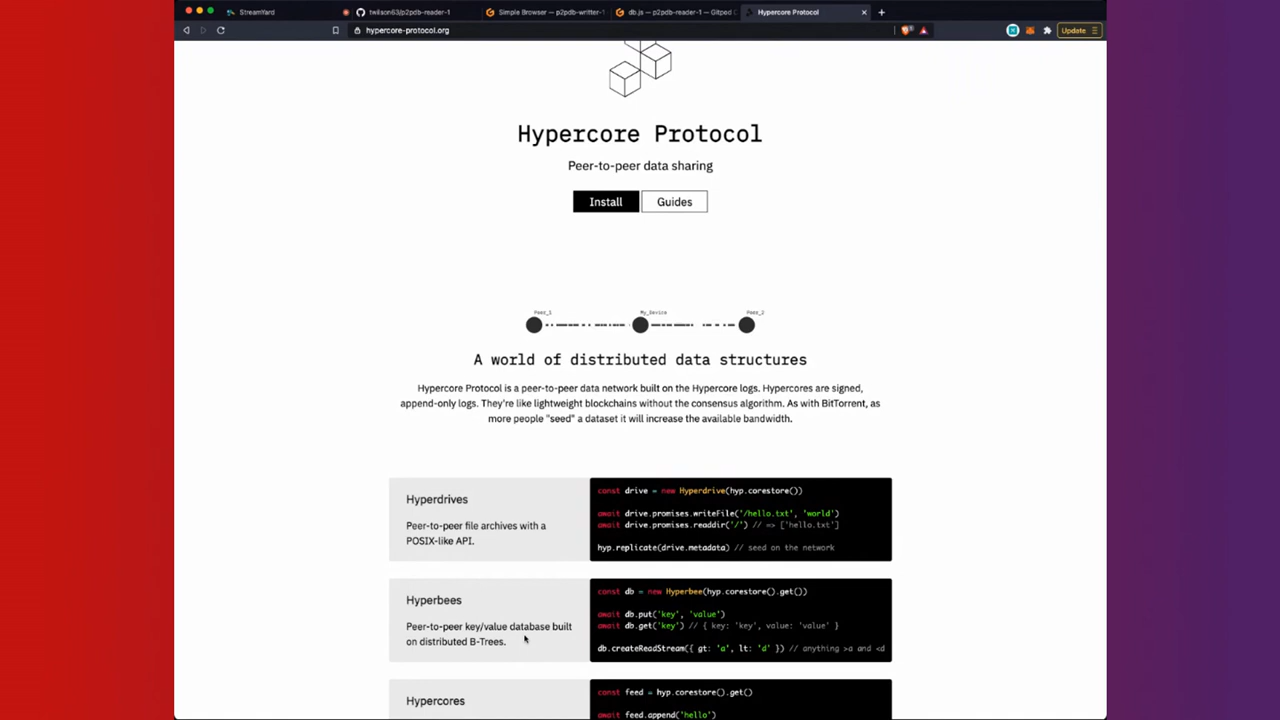 StreamYard
twilson63/p2pdb-reader-1
Simple Browser — p2pdb-writter-1
db.js — p2pdb-reader-1 — Gitpod
Hypercore Protocol
hypercore-protocol.org
Update
Hypercore Protocol
Peer-to-peer data sharing
Install
Guides
Peer_1
My_Device
Peer_2
A world of distributed data structures
Hypercore Protocol is a peer-to-peer data network built on the Hypercore logs. Hypercores are signed,
append-only logs. They're like lightweight blockchains without the consensus algorithm. As with BitTorrent, as
more people "seed" a dataset it will increase the available bandwidth.
Hyperdrives
Peer-to-peer file archives with a
POSIX-like API.
const drive = new Hyperdrive(hyp.corestore())
await drive.promises.writeFile('/hello.txt', 'world')
await drive.promises.readdir('/') // => ['hello.txt']
hyp.replicate(drive.metadata) // seed on the network
Hyperbees
Peer-to-peer key/value database built
on distributed B-Trees.
const db = new Hyperbee(hyp.corestore().get())
await db.put('key', 'value')
await db.get('key') // { key: 'key', value: 'value' }
db.createReadStream({ gt: 'a', lt: 'd' }) // anything >a and <d
Hypercores
const feed = hyp.corestore().get()
await feed.append('hello')